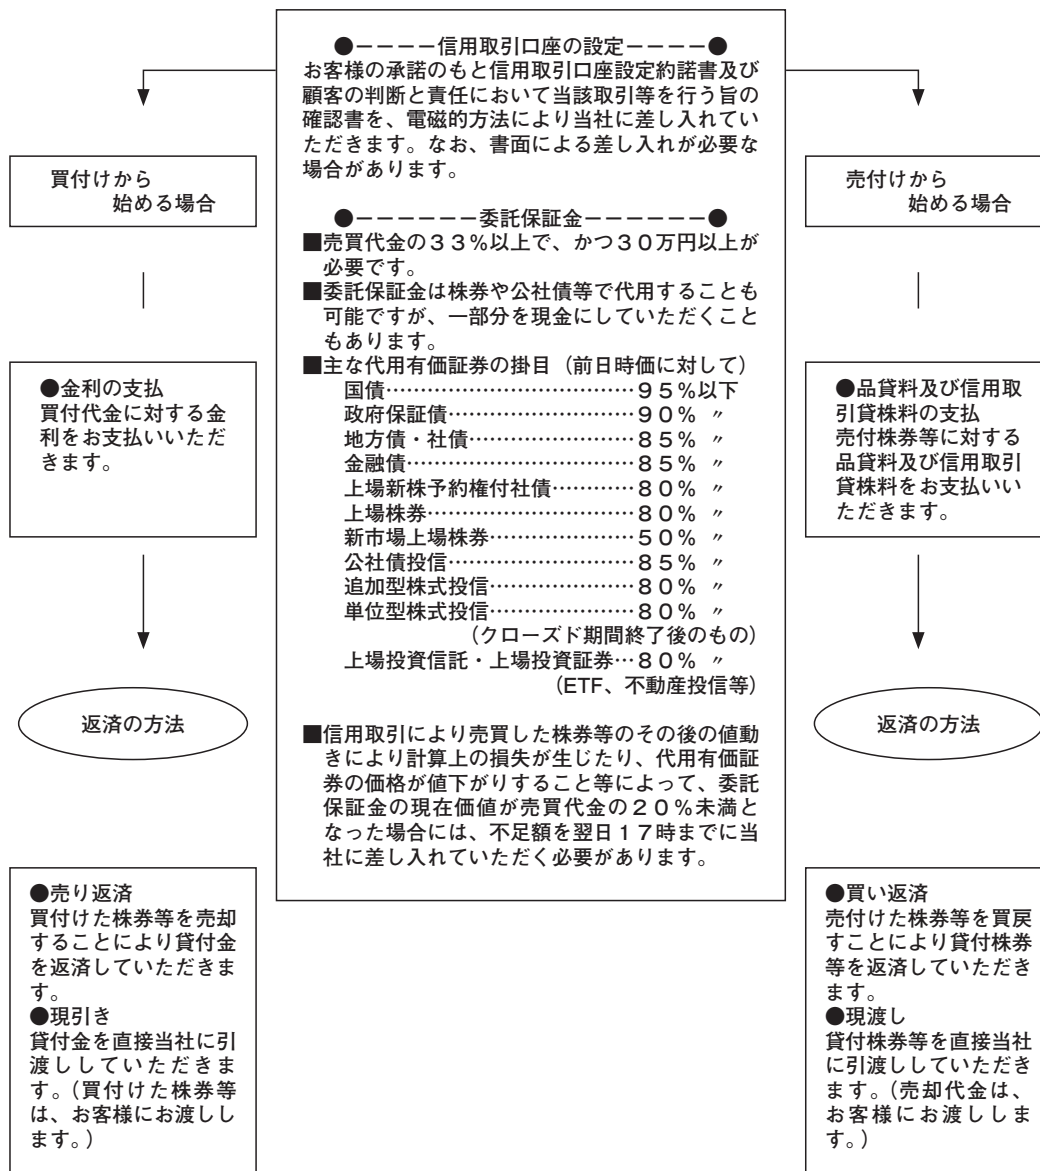 ●ーーーー信用取引口座の設定ーーーー●
お客様の承諾のもと信用取引口座設定約諾書及び
顧客の判断と責任において当該取引等を行う旨の
確認書を、電磁的方法により当社に差し入れてい
ただきます。なお、書面による差し入れが必要な
場合があります。
●ーーーーーー委託保証金ーーーーーー●
■売買代金の３３％以上で、かつ３０万円以上が
必要です。
■委託保証金は株券や公社債等で代用することも
可能ですが、一部分を現金にしていただくこと
もあります。
■主な代用有価証券の掛目（前日時価に対して）
国債………………………………９５％以下
政府保証債………………………９０％ 〃
地方債・社債……………………８５％ 〃
金融債……………………………８５％ 〃
上場新株予約権付社債…………８０％ 〃
上場株券…………………………８０％ 〃
新市場上場株券…………………５０％ 〃
公社債投信………………………８５％ 〃
追加型株式投信…………………８０％ 〃
単位型株式投信…………………８０％ 〃
（クローズド期間終了後のもの）
上場投資信託・上場投資証券…８０％ 〃
（ETF、不動産投信等）
■信用取引により売買した株券等のその後の値動
きにより計算上の損失が生じたり、代用有価証
券の価格が値下がりすること等によって、委託
保証金の現在価値が売買代金の２０％未満と
なった場合には、不足額を翌日１７時までに当
社に差し入れていただく必要があります。
買付けから
始める場合
●金利の支払
買付代金に対する金
利をお支払いいただ
きます。
返済の方法
●売り返済
買付けた株券等を売却
することにより貸付金
を返済していただきま
す。
●現引き
貸付金を直接当社に引
渡ししていただきま
す。（買付けた株券等
は、お客様にお渡しし
ます。）
売付けから
始める場合
●品貸料及び信用取
引貸株料の支払
売付株券等に対する
品貸料及び信用取引
貸株料をお支払いい
ただきます。
返済の方法
●買い返済
売付けた株券等を買戻
すことにより貸付株券
等を返済していただき
ます。
●現渡し
貸付株券等を直接当社
に引渡ししていただき
ます。（売却代金は、
お客様にお渡ししま
す。）